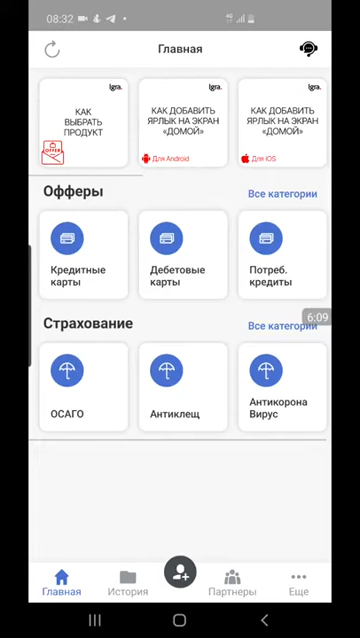 08:32
Главная
Igra.
КАК
ВЫБРАТЬ
ПРОДУКТ
OFFER
Igra.
КАК ДОБАВИТЬ
ЯРЛЫК НА ЭКРАН
«ДОМОЙ»
Для Android
Igra.
КАК ДОБАВИТЬ
ЯРЛЫК НА ЭКРАН
«ДОМОЙ»
Для iOS
Офферы
Все категории
Кредитные
карты
Дебетовые
карты
Потреб.
кредиты
6:09
Страхование
Все категории
ОСАГО
Антиклещ
Антикорона
Вирус
Главная
История
Партнеры
Еще